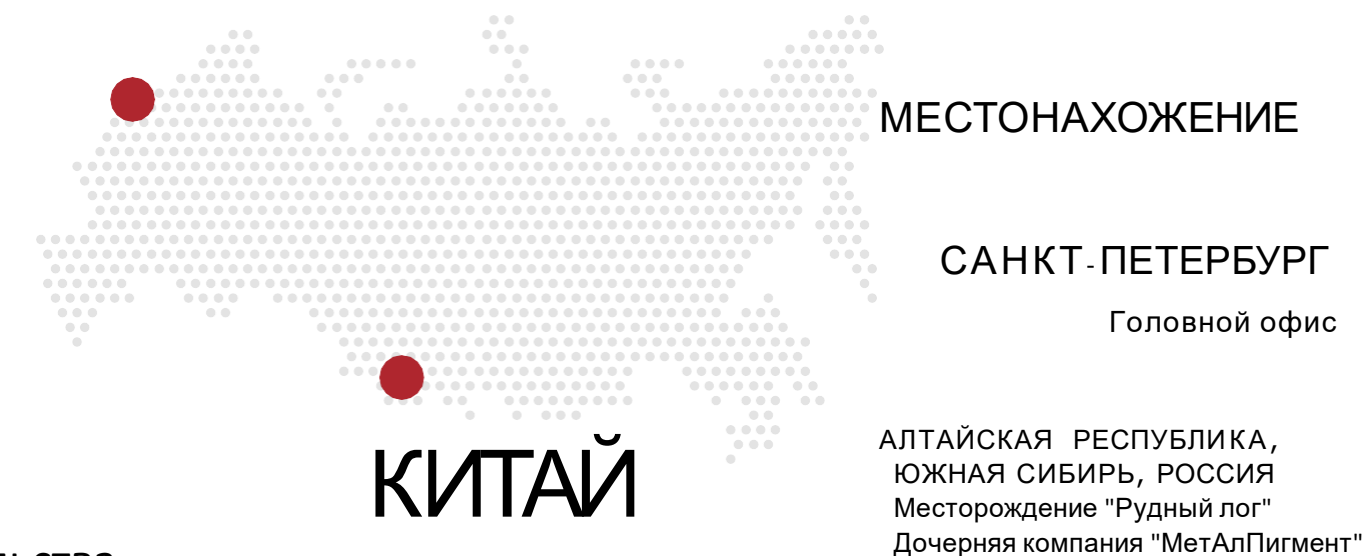 МЕСТОНАХОЖЕНИЕ
САНКТ-ПЕТЕРБУРГ
Головной офис
КИТАЙ
АЛТАЙСКАЯ РЕСПУБЛИКА,
ЮЖНАЯ СИБИРЬ, РОССИЯ
Месторождение "Рудный лог"
Дочерняя компания "МетАлПигмент"